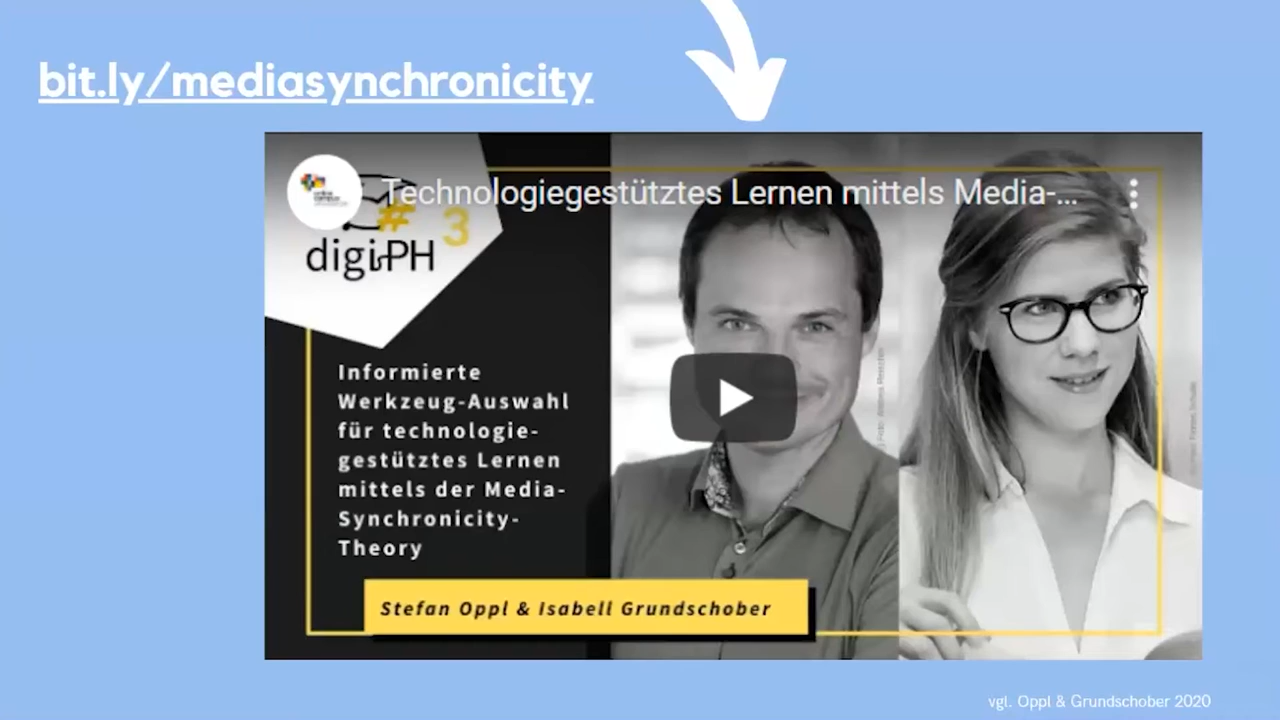 bit.ly/mediasynchronicity
Technologiegestütztes Lernen mittels Media-...
# 3
digiPH
Informierte
Werkzeug-Auswahl
für technologie-
gestütztes Lernen
mittels der Media-
Synchronicity-
Theory
Stefan Oppl & Isabell Grundschober
vgl. Oppl & Grundschober 2020